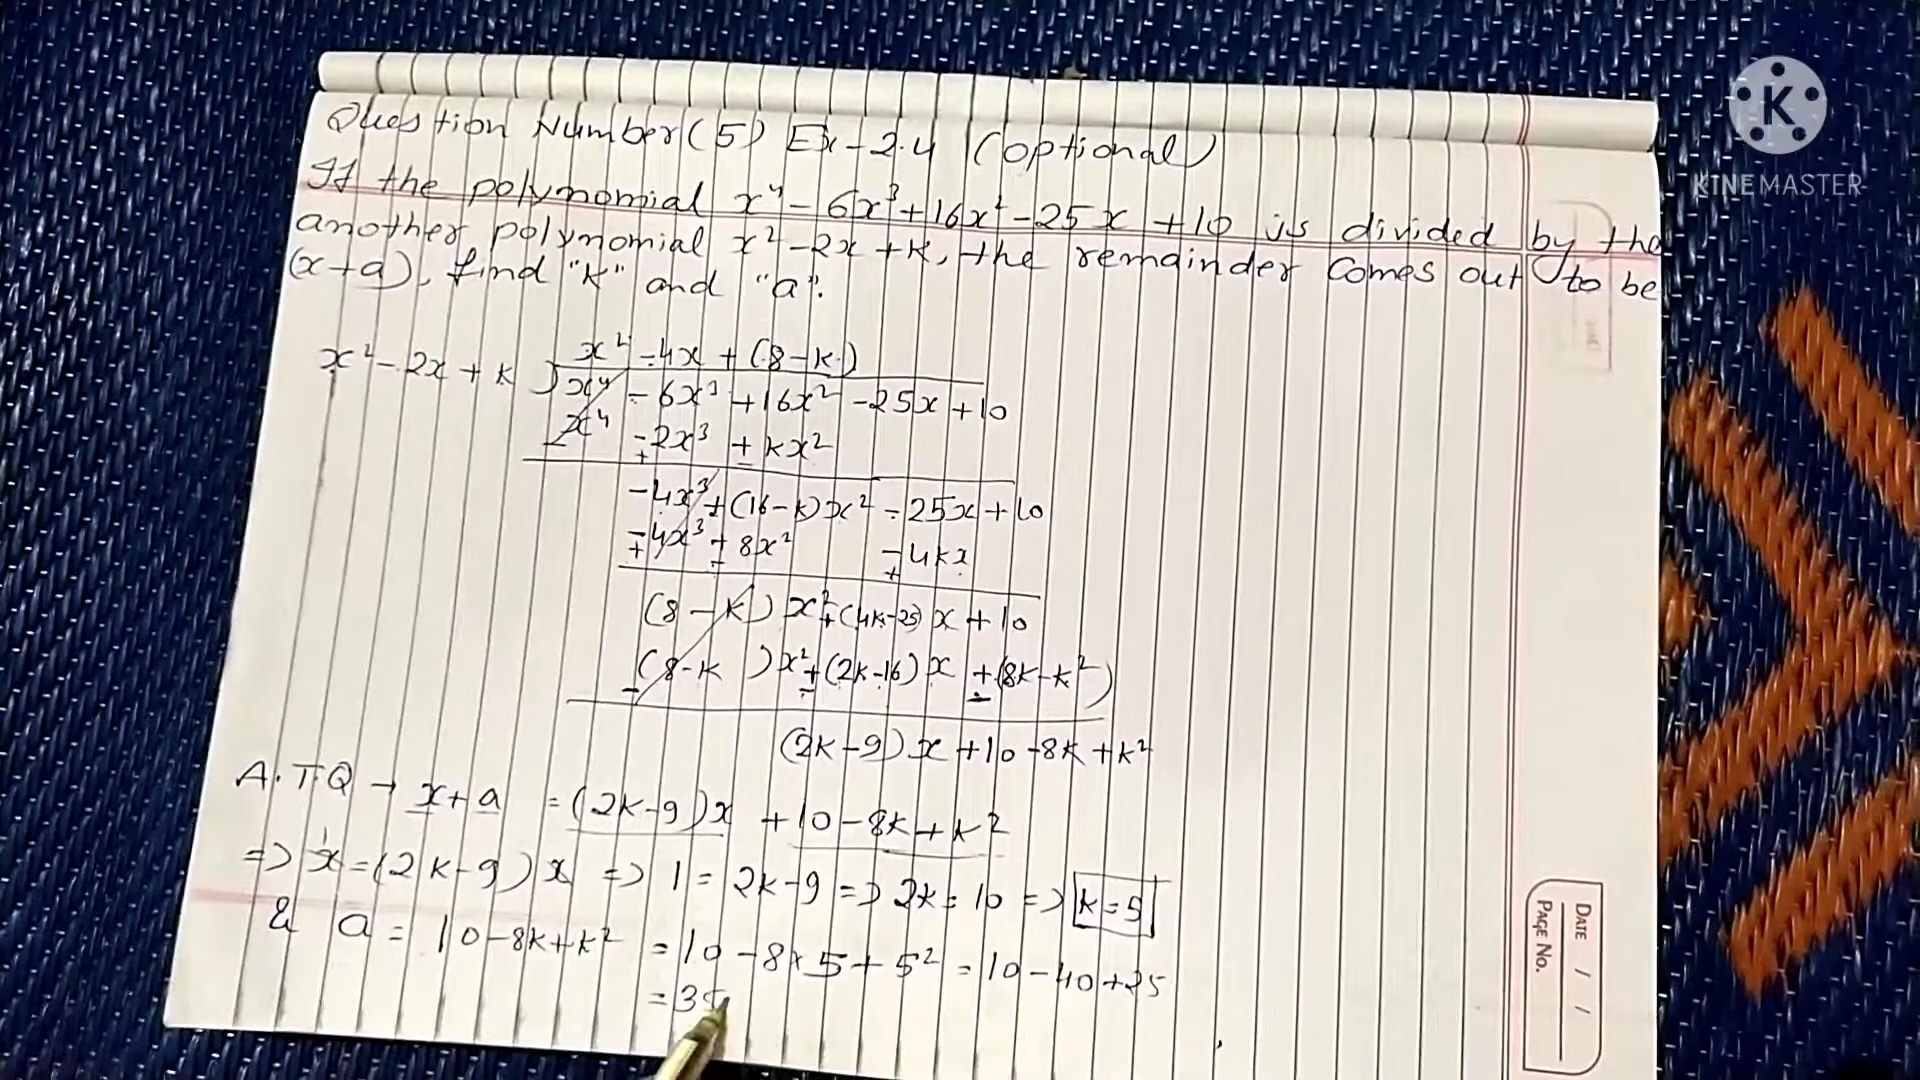 Question Number (5) Ex-2.4 (optional)
If the polynomial x⁴ - 6x³ + 16x² - 25x + 10 is divided by the
another polynomial x² - 2x + k, the remainder comes out to be
(x+a), find "k" and "a".
x² - 4x + (8-k)
x² - 2x + k ) x⁴ - 6x³ + 16x² - 25x + 10
x⁴ - 2x³ + kx²
- + -
-4x³ + (16-k)x² - 25x + 10
-4x³ + 8x² - 4kx
+ - +
(8-k)x² + (4k-25)x + 10
(8-k)x² + (2k-16)x + (8k-k²)
- - -
(2k-9)x + 10 - 8k + k²
A.T.Q → x+a = (2k-9)x + 10 - 8k + k²
=> x = (2k-9)x => 1 = 2k-9 => 2k = 10 => k=5
& a = 10-8k+k² = 10 - 8×5 + 5² = 10 - 40 + 25
= 35
DATE / /
PAGE No.
K
KINEMASTER